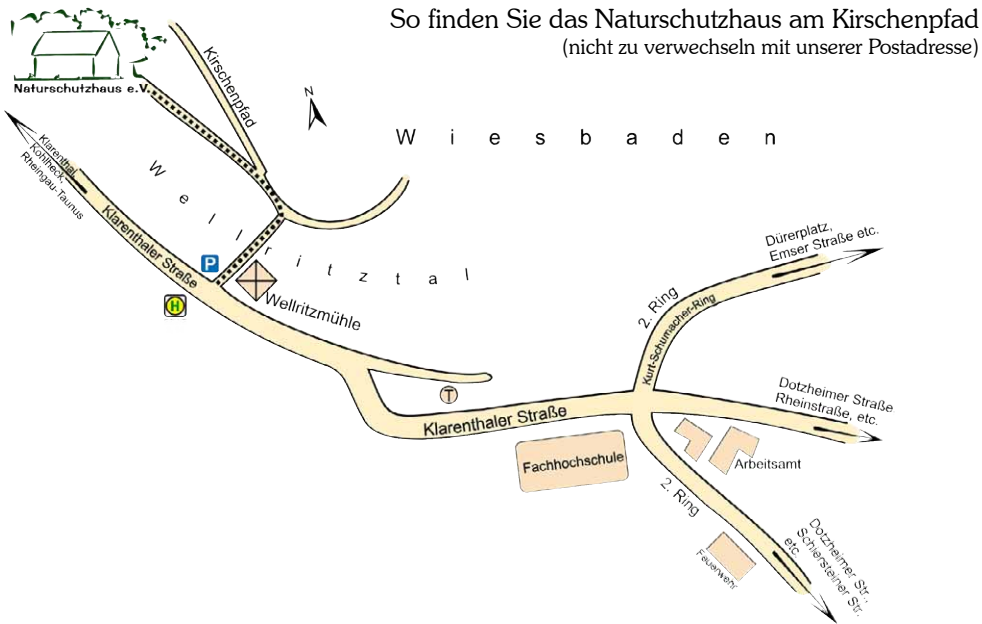 So finden Sie das Naturschutzhaus am Kirschenpfad
(nicht zu verwechseln mit unserer Postadresse)
Naturschutzhaus e.V.
Kirschenpfad
N
Wiesbaden
Klarenthal,
Kohlheck,
Rheingau-Taunus
Wellritztal
Klarenthaler Straße
P
H
Wellritzmühle
Dürerplatz,
Emser Straße etc.
2. Ring
Kurt-Schumacher-Ring
T
Klarenthaler Straße
Dotzheimer Straße
Rheinstraße, etc.
Fachhochschule
Arbeitsamt
2. Ring
Feuerwehr
Dotzheimer Str.,
Schiersteiner Str.
etc.